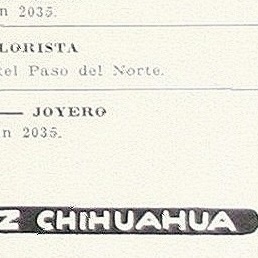 n 2035.
LORISTA
tel Paso del Norte.
— JOYERO
n 2035.
Z CHIHUAHUA